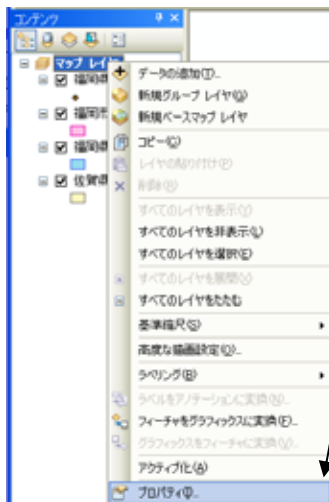 コンテンツ
マップ レイヤ
福岡県
福岡市
福岡県
佐賀県
データの追加(T)...
新規グループ レイヤ(G)
新規ベースマップ レイヤ
コピー(C)
レイヤの貼り付け(P)
削除(R)
すべてのレイヤを表示(V)
すべてのレイヤを非表示(L)
すべてのレイヤを選択(E)
すべてのレイヤを展開(X)
すべてのレイヤをたたむ
基準縮尺(S)
高度な描画設定(D)...
ラベリング(B)
ラベルをアノテーションに変換(N)...
フィーチャをグラフィックスに変換(F)...
グラフィックスをフィーチャに変換(V)...
アクティブ化(A)
プロパティ(I)...